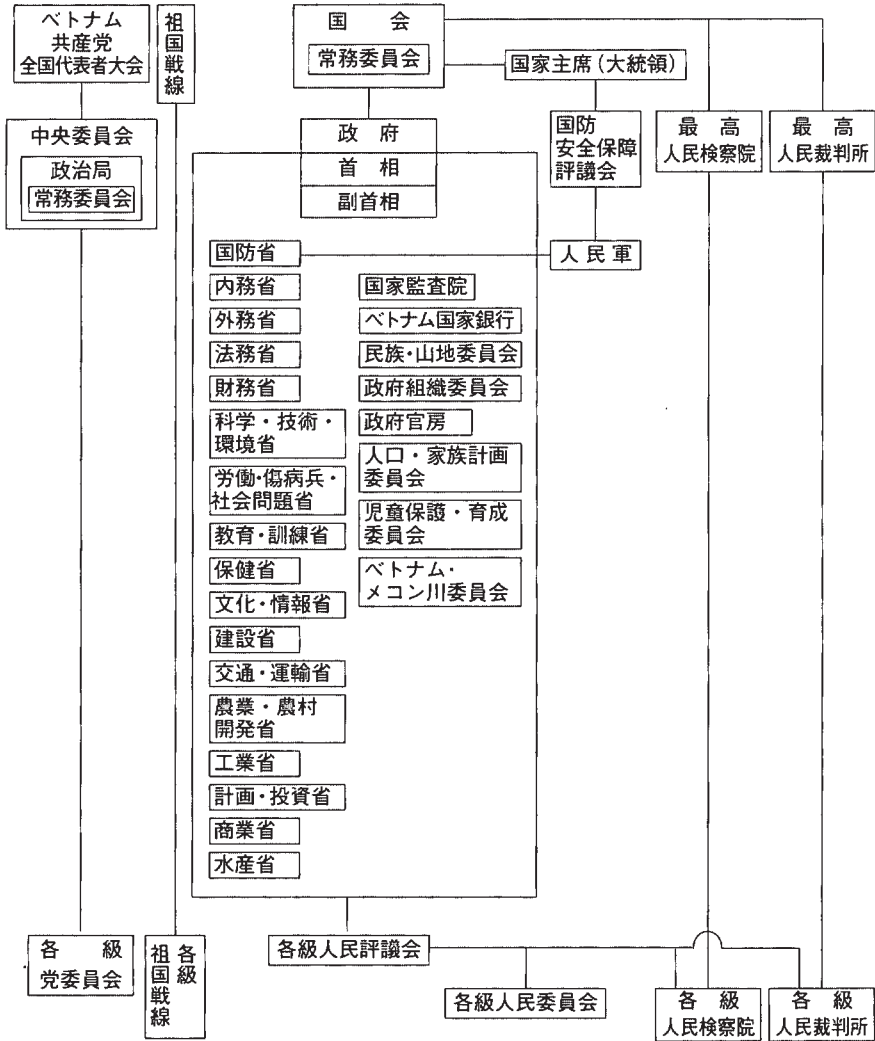 ベトナム
共産党
全国代表者大会
祖国戦線
国 会
常務委員会
国家主席(大統領)
中央委員会
政治局
常務委員会
政 府
首 相
副首相
国防
安全保障
評議会
最 高
人民検察院
最 高
人民裁判所
人 民 軍
国防省
内務省
外務省
法務省
財務省
科学・技術・
環境省
労働・傷病兵・
社会問題省
教育・訓練省
保健省
文化・情報省
建設省
交通・運輸省
農業・農村
開発省
工業省
計画・投資省
商業省
水産省
国家監査院
ベトナム国家銀行
民族・山地委員会
政府組織委員会
政府官房
人口・家族計画
委員会
児童保護・育成
委員会
ベトナム・
メコン川委員会
各 級
党委員会
各級
祖国戦線
各級人民評議会
各級人民委員会
各 級
人民検察院
各 級
人民裁判所